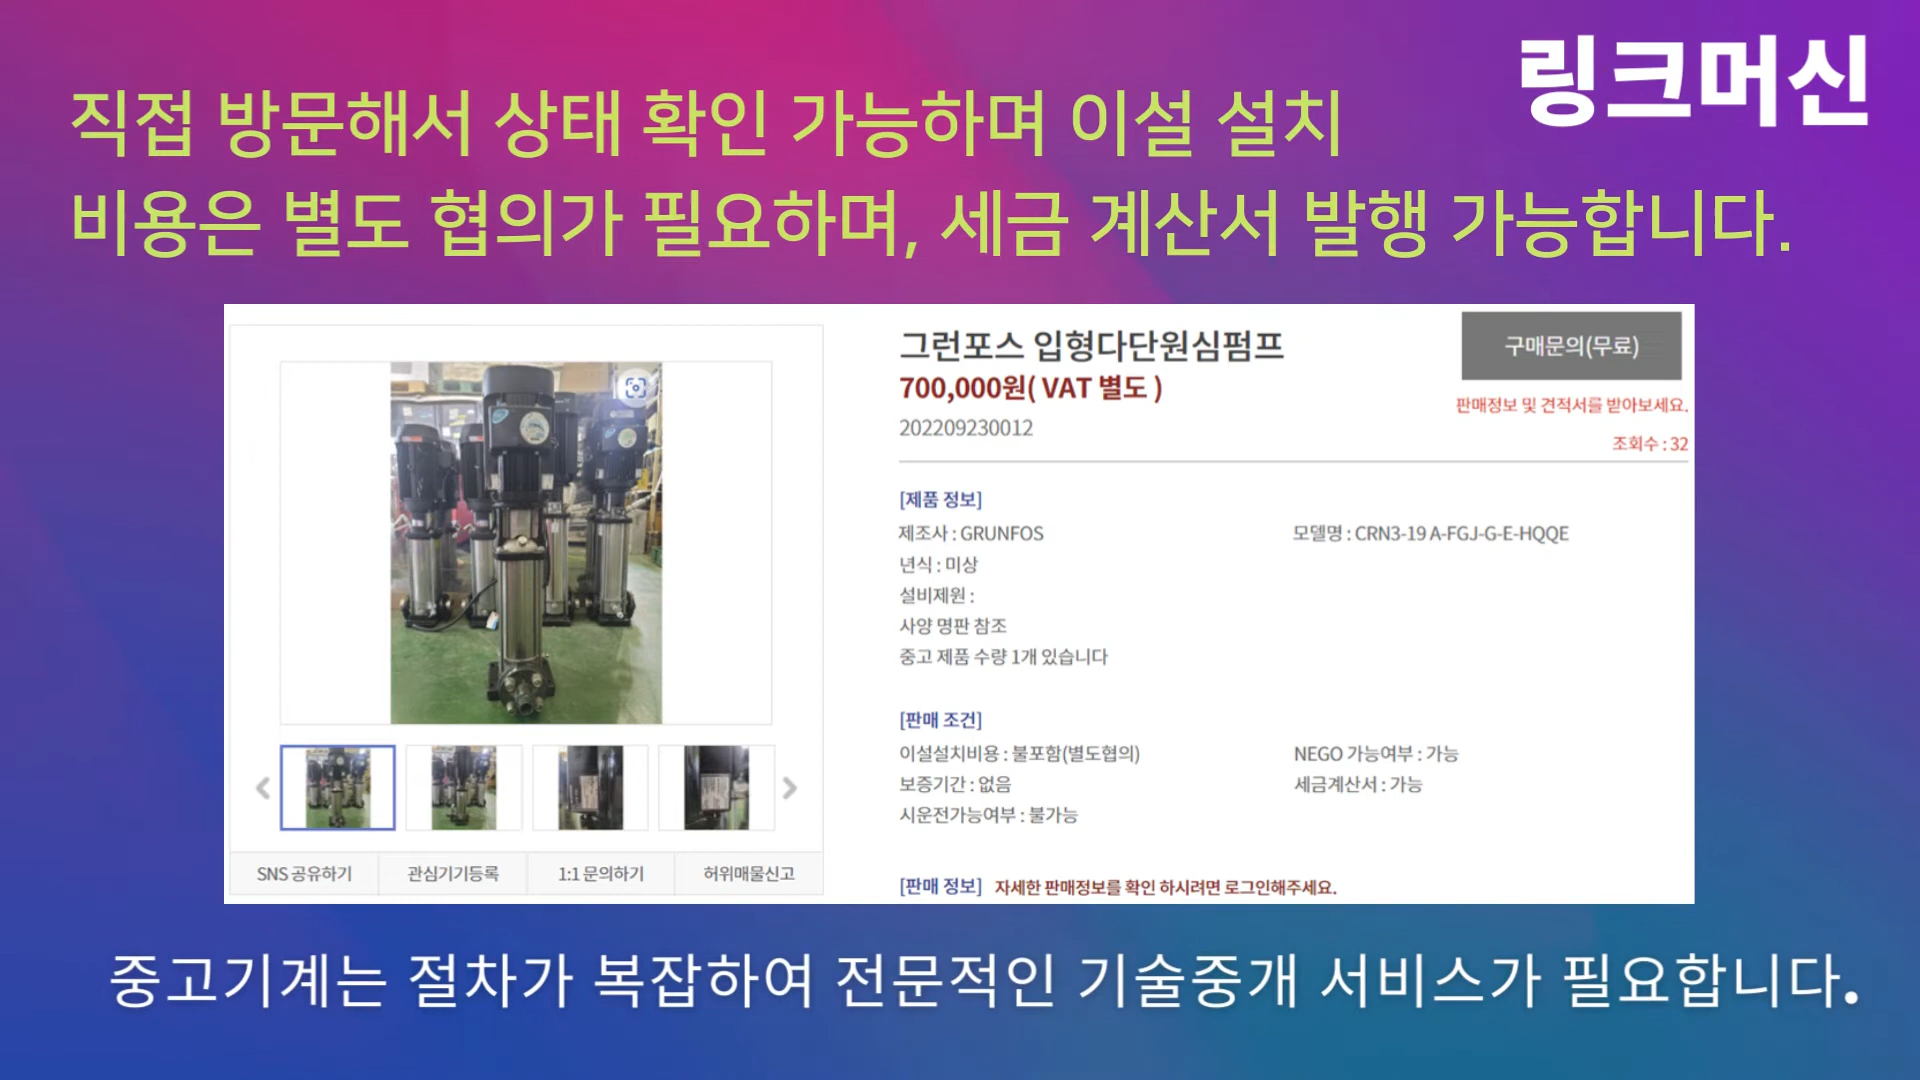 링크머신
직접 방문해서 상태 확인 가능하며 이설 설치
비용은 별도 협의가 필요하며, 세금 계산서 발행 가능합니다.
그런포스 입형다단원심펌프
700,000원( VAT 별도 )
202209230012
구매문의(무료)
판매정보 및 견적서를 받아보세요.
조회수 : 32
[제품 정보]
제조사 : GRUNFOS
모델명 : CRN3-19 A-FGJ-G-E-HQQE
년식 : 미상
설비제원 :
사양 명판 참조
중고 제품 수량 1개 있습니다
[판매 조건]
이설설치비용 : 불포함(별도협의)
NEGO 가능여부 : 가능
보증기간 : 없음
세금계산서 : 가능
시운전가능여부 : 불가능
[판매 정보] 자세한 판매정보를 확인 하시려면 로그인해주세요.
SNS 공유하기
관심기기등록
1:1 문의하기
허위매물신고
중고기계는 절차가 복잡하여 전문적인 기술중개 서비스가 필요합니다.